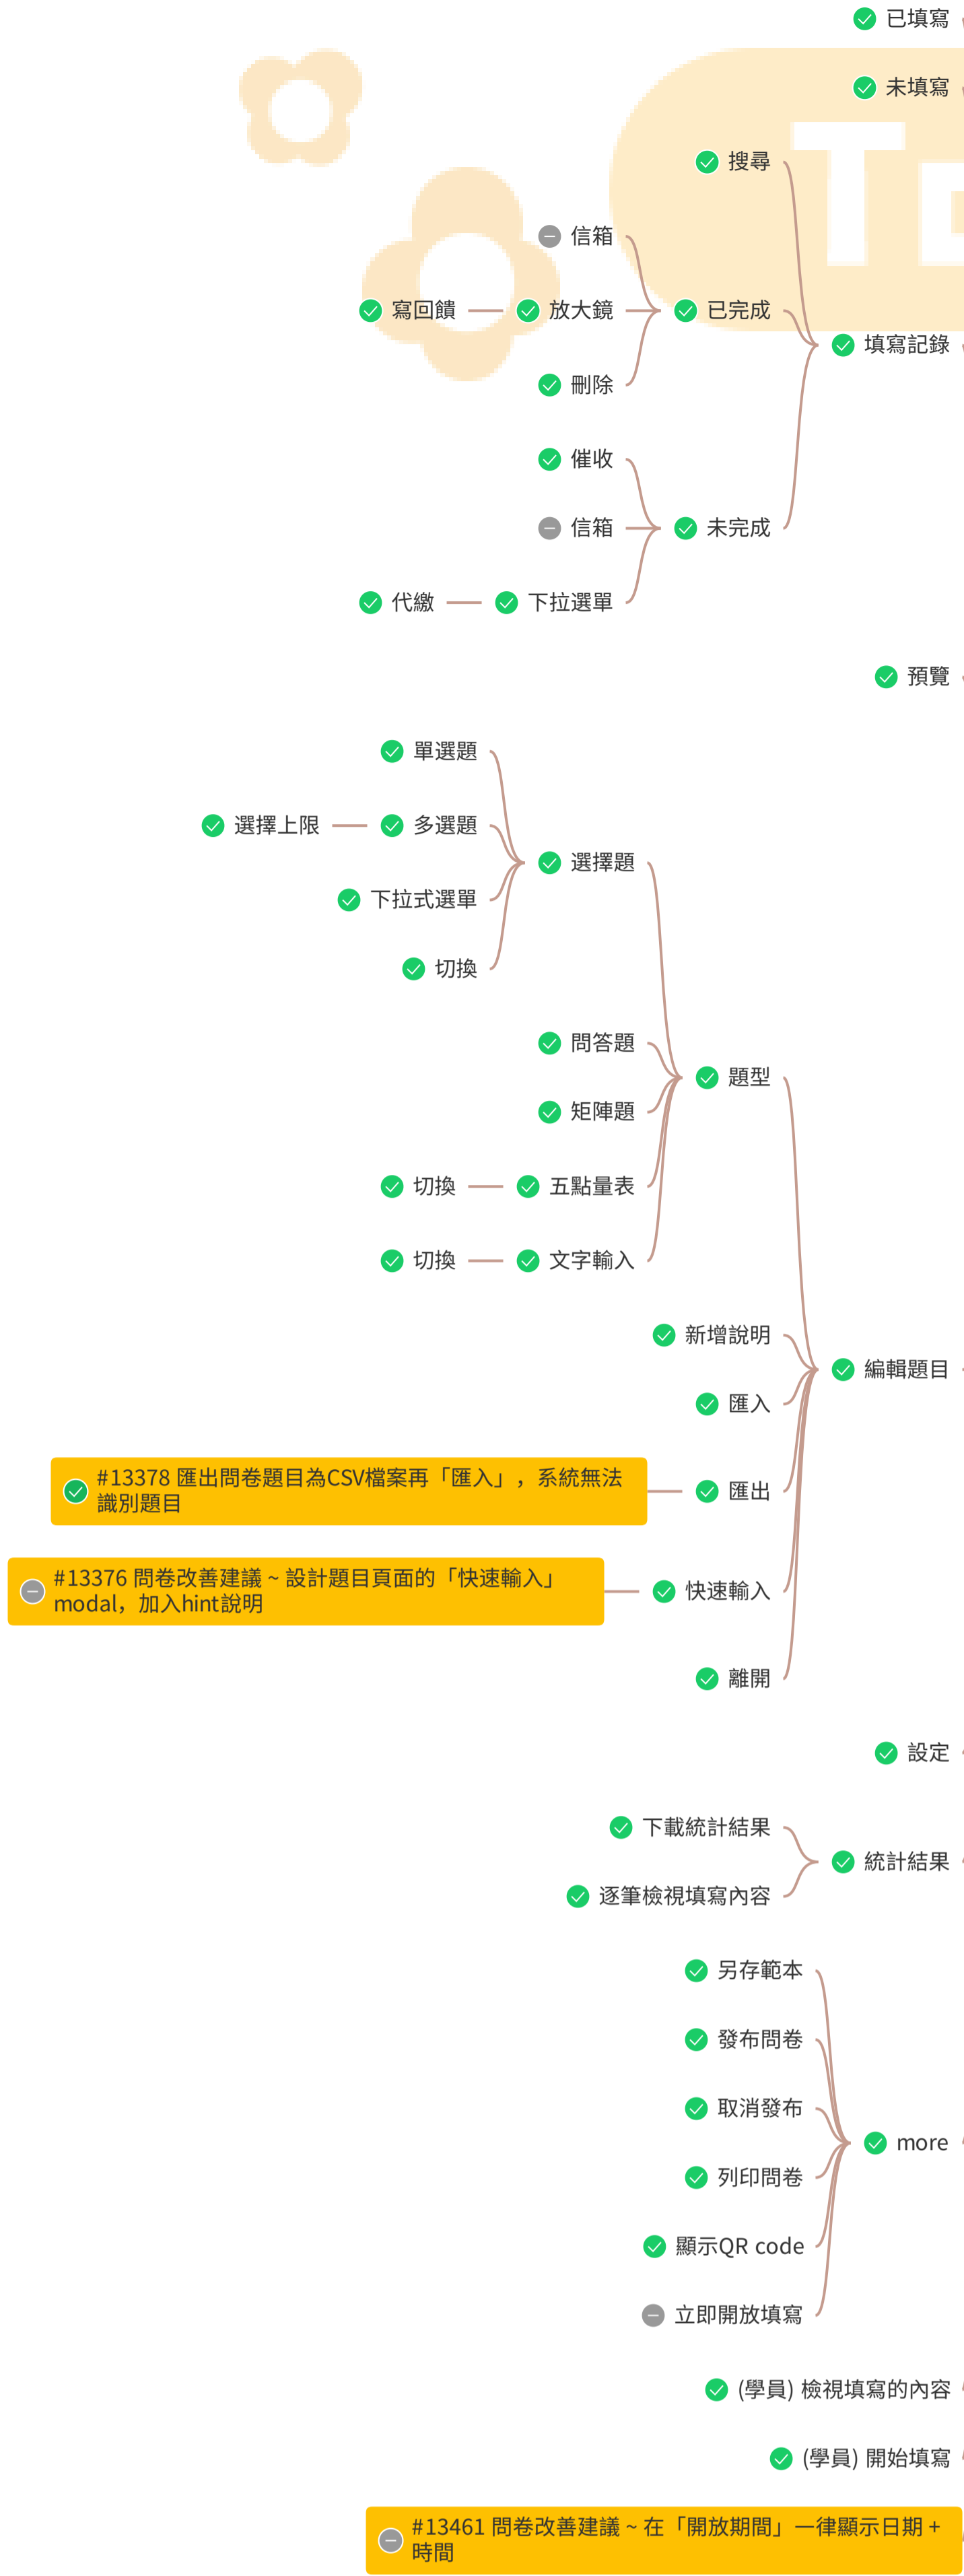 已填寫
未填寫
搜尋
信箱
寫回饋
放大鏡
已完成
填寫記錄
刪除
催收
信箱
未完成
代繳
下拉選單
預覽
單選題
選擇上限
多選題
選擇題
下拉式選單
切換
問答題
題型
矩陣題
切換
五點量表
切換
文字輸入
新增說明
編輯題目
匯入
#13378 匯出問卷題目為CSV檔案再「匯入」，系統無法
識別題目
匯出
#13376 問卷改善建議 ~ 設計題目頁面的「快速輸入」
modal，加入hint說明
快速輸入
離開
設定
下載統計結果
統計結果
逐筆檢視填寫內容
另存範本
發布問卷
取消發布
more
列印問卷
顯示QR code
立即開放填寫
(學員) 檢視填寫的內容
(學員) 開始填寫
#13461 問卷改善建議 ~ 在「開放期間」一律顯示日期 +
時間